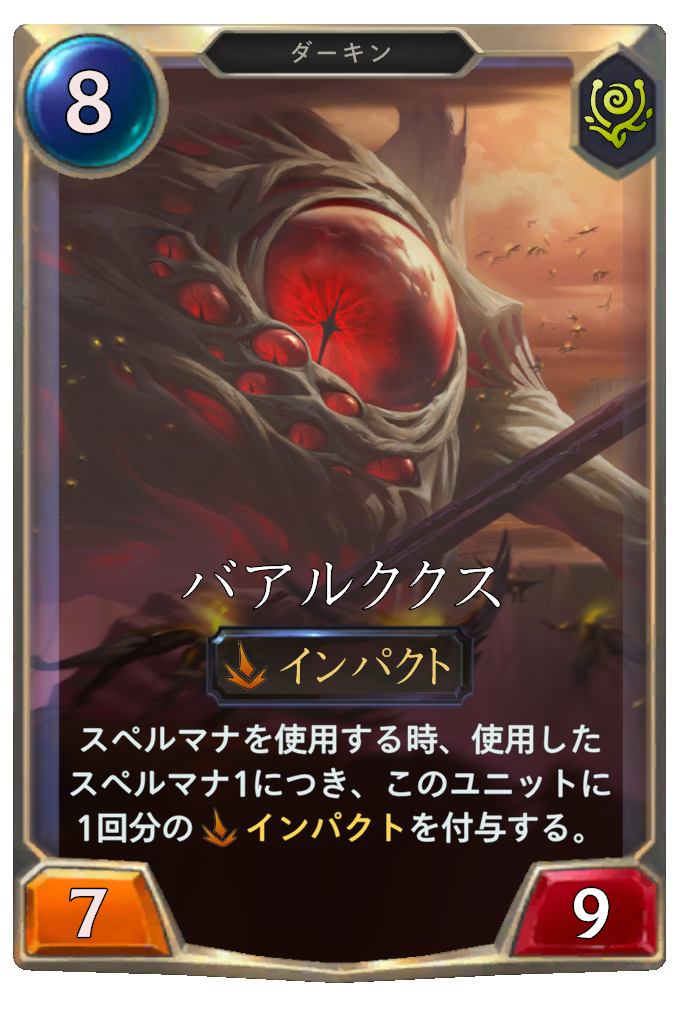 ダーキン
8
バアルククス
インパクト
スペルマナを使用する時、使用した
スペルマナ1につき、このユニットに
1回分のインパクトを付与する。
7
9